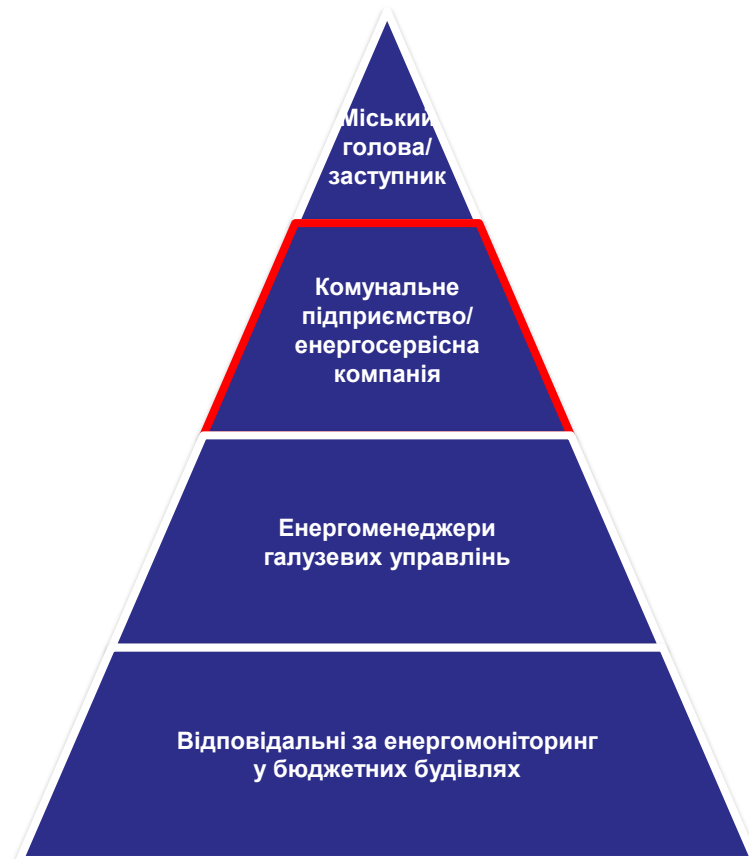 Міський
голова/
заступник
Комунальне
підприємство/
енергосервісна
компанія
Енергоменеджери
галузевих управлінь
Відповідальні за енергомоніторинг
у бюджетних будівлях